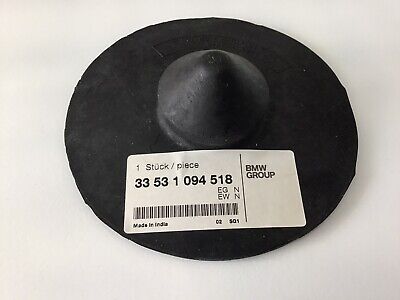 1 Stück / piece
BMW
GROUP
33 53 1 094 518
EG N
EW N
Made in India
02 SG1